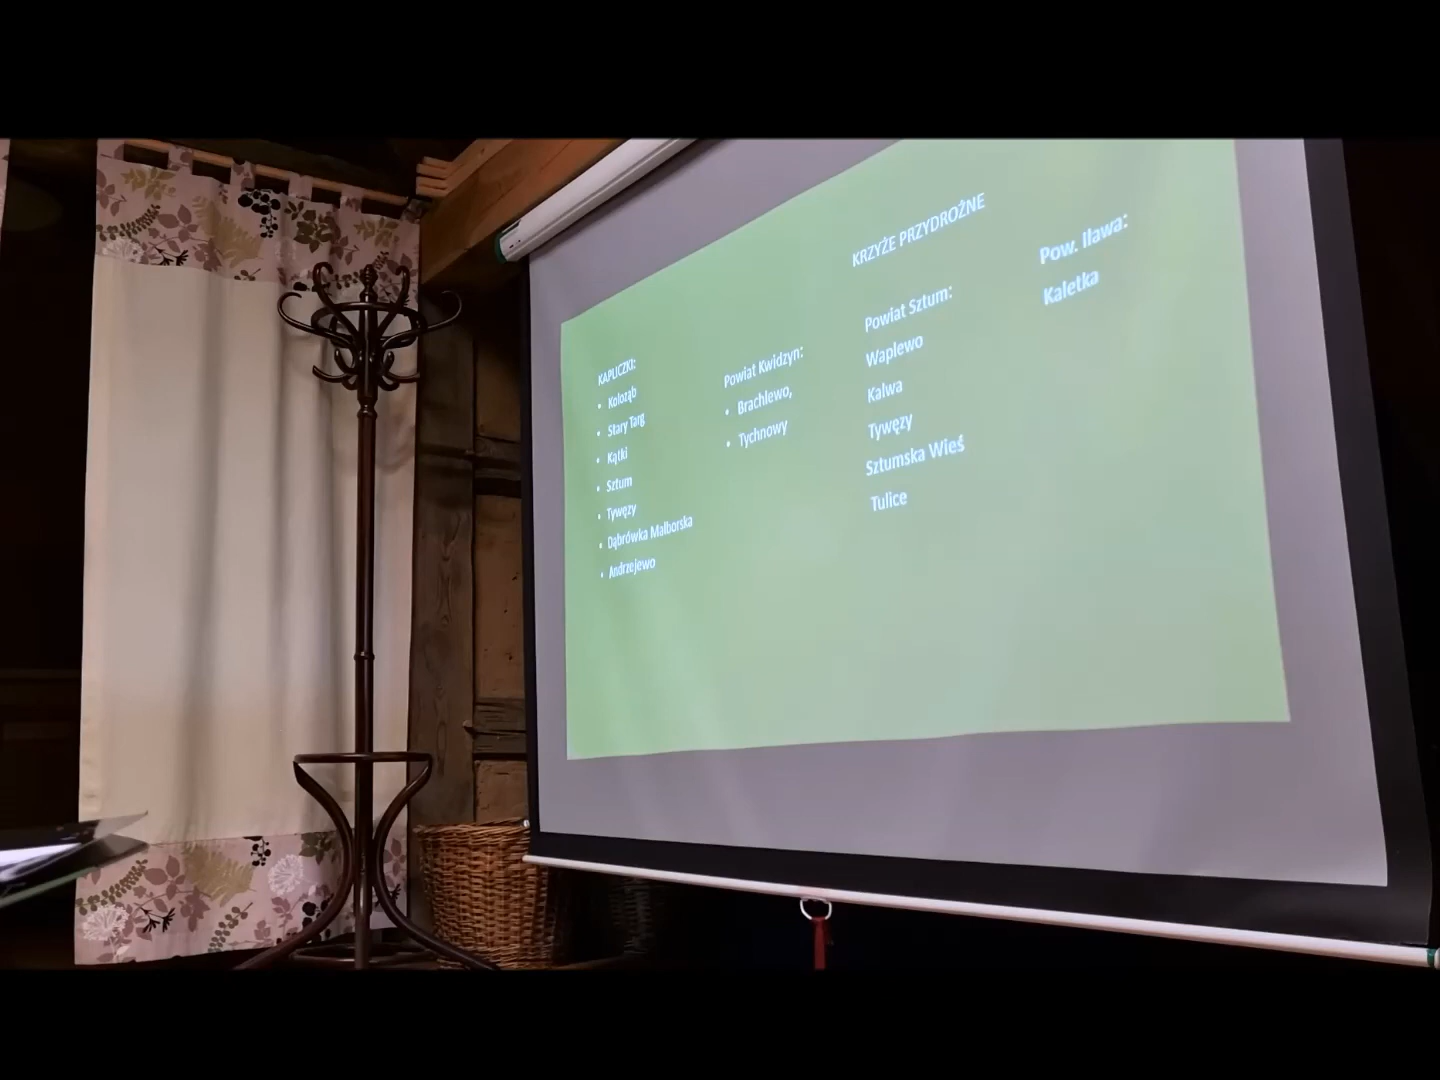 KAPLICZKI:
• Kołoząb
• Stary Targ
• Kątki
• Sztum
• Tywęzy
• Dąbrówka Malborska
• Andrzejewo
Powiat Kwidzyn:
• Brachlewo,
• Tychnowy
KRZYŻE PRZYDROŻNE
Powiat Sztum:
Waplewo
Kalwa
Tywęzy
Sztumska Wieś
Tulice
Pow. Iława:
Kaletka